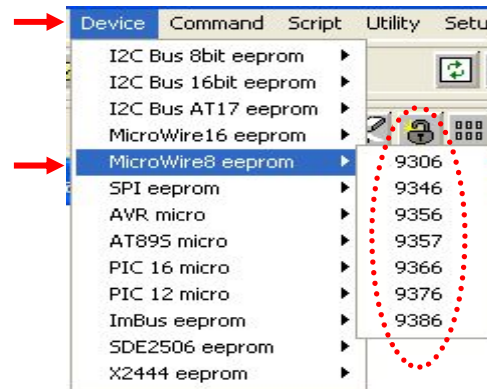 Device Command Script Utility Setu
I2C Bus 8bit eeprom
I2C Bus 16bit eeprom
I2C Bus AT17 eeprom
MicroWire16 eeprom
MicroWire8 eeprom
9306
SPI eeprom
9346
AVR micro
9356
AT89S micro
9357
PIC 16 micro
9366
PIC 12 micro
9376
ImBus eeprom
9386
SDE2506 eeprom
X2444 eeprom